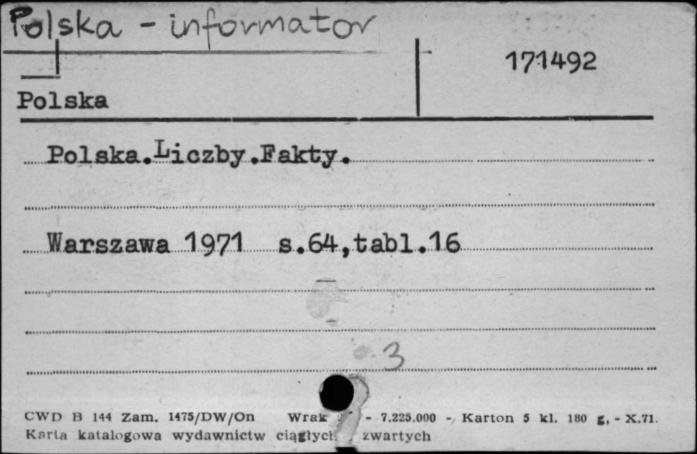 Polska - informator
171492
Polska
Polska.Liczby.Fakty.
Warszawa 1971 s.64,tabl.16
3
CWD B 144 Zam. 1475/DW/On Wrak - 7.225.000 - Karton 5 kl. 180 g, - X.71.
Karta katalogowa wydawnictw ciągłych zwartych